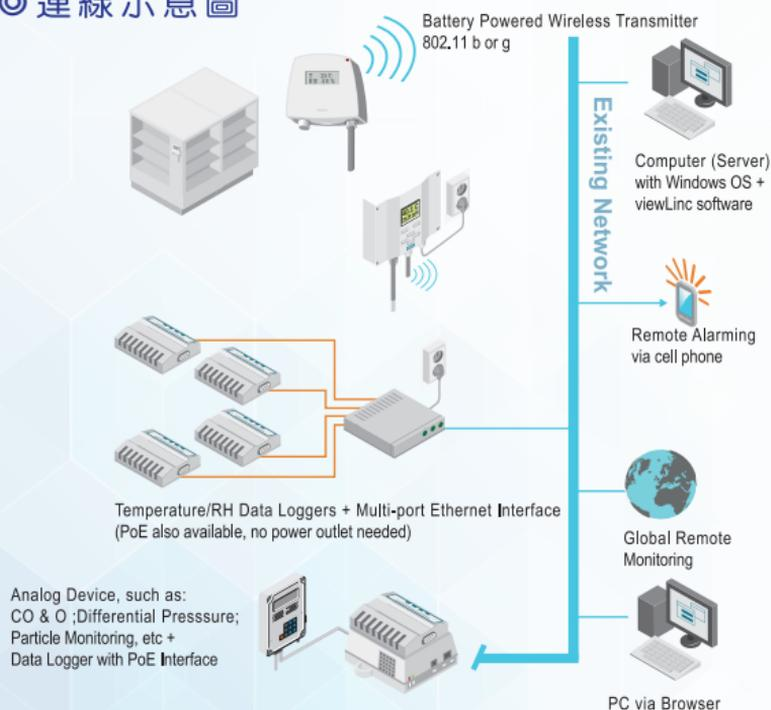 ◎連線示意圖
Battery Powered Wireless Transmitter
802.11 b or g
Existing Network
Computer (Server)
with Windows OS +
viewLinc software
Remote Alarming
via cell phone
Temperature/RH Data Loggers + Multi-port Ethernet Interface
(PoE also available, no power outlet needed)
Global Remote
Monitoring
Analog Device, such as:
CO & O ;Differential Presssure;
Particle Monitoring, etc +
Data Logger with PoE Interface
PC via Browser